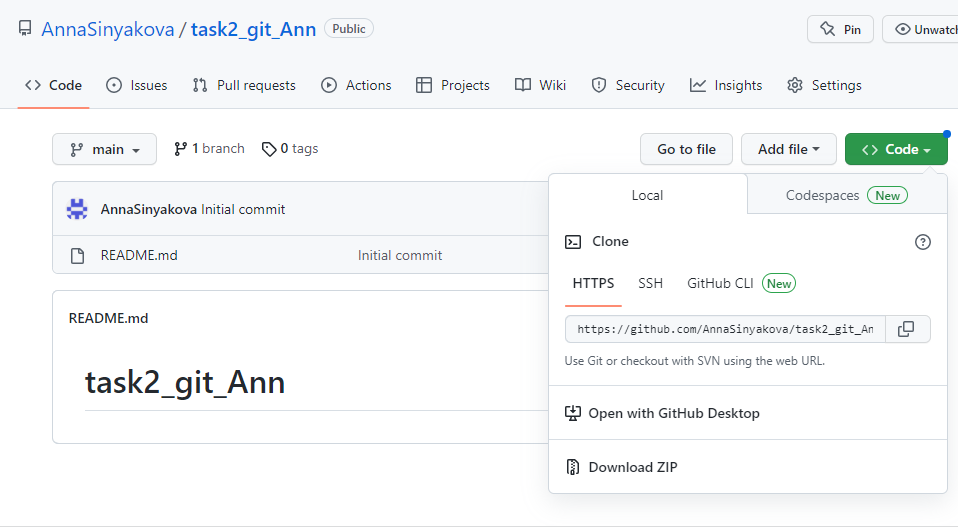 AnnaSinyakova / task2_git_Ann Public Pin Unwatch
Code Issues Pull requests Actions Projects Wiki Security Insights Settings
main 1 branch 0 tags Go to file Add file Code
AnnaSinyakova Initial commit
README.md Initial commit
README.md
task2_git_Ann
Local Codespaces New
Clone
HTTPS SSH GitHub CLI New
https://github.com/AnnaSinyakova/task2_git_An
Use Git or checkout with SVN using the web URL.
Open with GitHub Desktop
Download ZIP